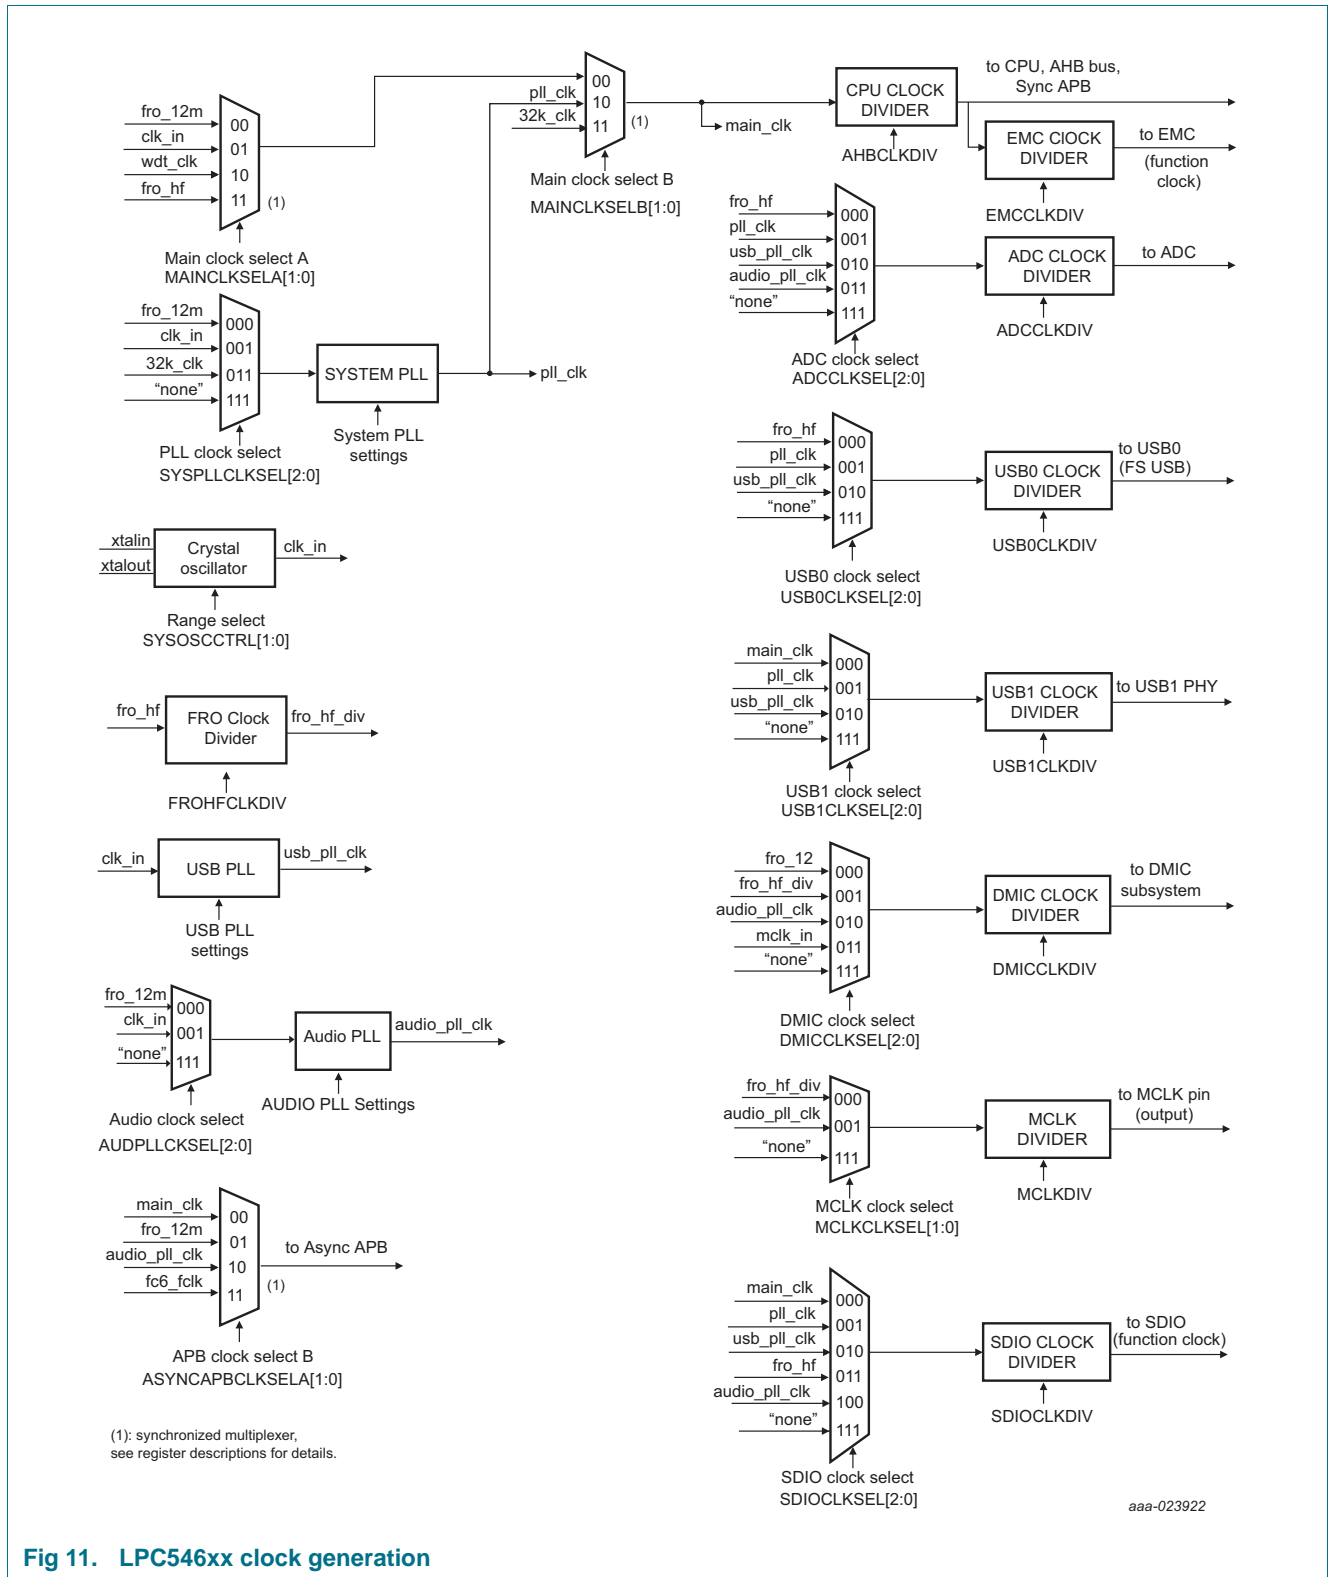 fro_12m
clk_in
wdt_clk
fro_hf
00
01
10
11
(1)
Main clock select A
MAINCLKSELA[1:0]
pll_clk
32k_clk
00
10
11
(1)
Main clock select B
MAINCLKSELB[1:0]
main_clk
CPU CLOCK
DIVIDER
AHBCLKDIV
to CPU, AHB bus,
Sync APB
EMC ClOCK
DIVIDER
EMCCLKDIV
to EMC
(function
clock)
fro_12m
clk_in
32k_clk
“none”
000
001
011
111
PLL clock select
SYSPLLCLKSEL[2:0]
SYSTEM PLL
System PLL
settings
pll_clk
fro_hf
pll_clk
usb_pll_clk
audio_pll_clk
“none”
000
001
010
011
111
ADC clock select
ADCCLKSEL[2:0]
ADC CLOCK
DIVIDER
ADCCLKDIV
to ADC
fro_hf
pll_clk
usb_pll_clk
“none”
000
001
010
111
USB0 clock select
USB0CLKSEL[2:0]
USB0 CLOCK
DIVIDER
USB0CLKDIV
to USB0
(FS USB)
xtalin
xtalout
Crystal
oscillator
clk_in
Range select
SYSOSCCTRL[1:0]
main_clk
pll_clk
usb_pll_clk
“none”
000
001
010
111
USB1 clock select
USB1CLKSEL[2:0]
USB1 CLOCK
DIVIDER
USB1CLKDIV
to USB1 PHY
fro_hf
FRO Clock
Divider
fro_hf_div
FROHFCLKDIV
clk_in
USB PLL
usb_pll_clk
USB PLL
settings
fro_12
fro_hf_div
audio_pll_clk
mclk_in
“none”
000
001
010
011
111
DMIC clock select
DMICCLKSEL[2:0]
DMIC CLOCK
DIVIDER
DMICCLKDIV
to DMIC
subsystem
fro_12m
clk_in
“none”
000
001
111
Audio clock select
AUDPLLCKSEL[2:0]
Audio PLL
audio_pll_clk
AUDIO PLL Settings
fro_hf_div
audio_pll_clk
“none”
000
001
111
MCLK clock select
MCLKCLKSEL[1:0]
MCLK
DIVIDER
MCLKDIV
to MCLK pin
(output)
main_clk
fro_12m
audio_pll_clk
fc6_fclk
00
01
10
11
(1)
to Async APB
APB clock select B
ASYNCAPBCLKSELA[1:0]
main_clk
pll_clk
usb_pll_clk
fro_hf
audio_pll_clk
“none”
000
001
010
011
100
111
SDIO clock select
SDIOCLKSEL[2:0]
SDIO CLOCK
DIVIDER
SDIOCLKDIV
to SDIO
(function clock)
(1): synchronized multiplexer,
see register descriptions for details.
aaa-023922
Fig 11. LPC546xx clock generation